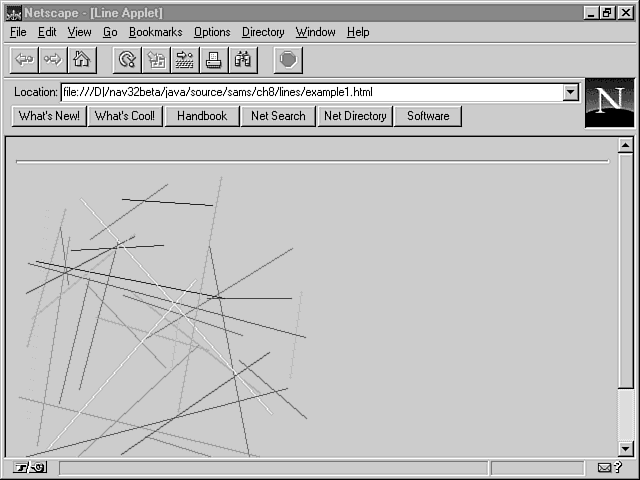 Netscape - [Line Applet]
File Edit View Go Bookmarks Options Directory Window Help
Location: file:///D|/nav32beta/java/source/sams/ch8/lines/example1.html
N
What's New! What's Cool! Handbook Net Search Net Directory Software
?